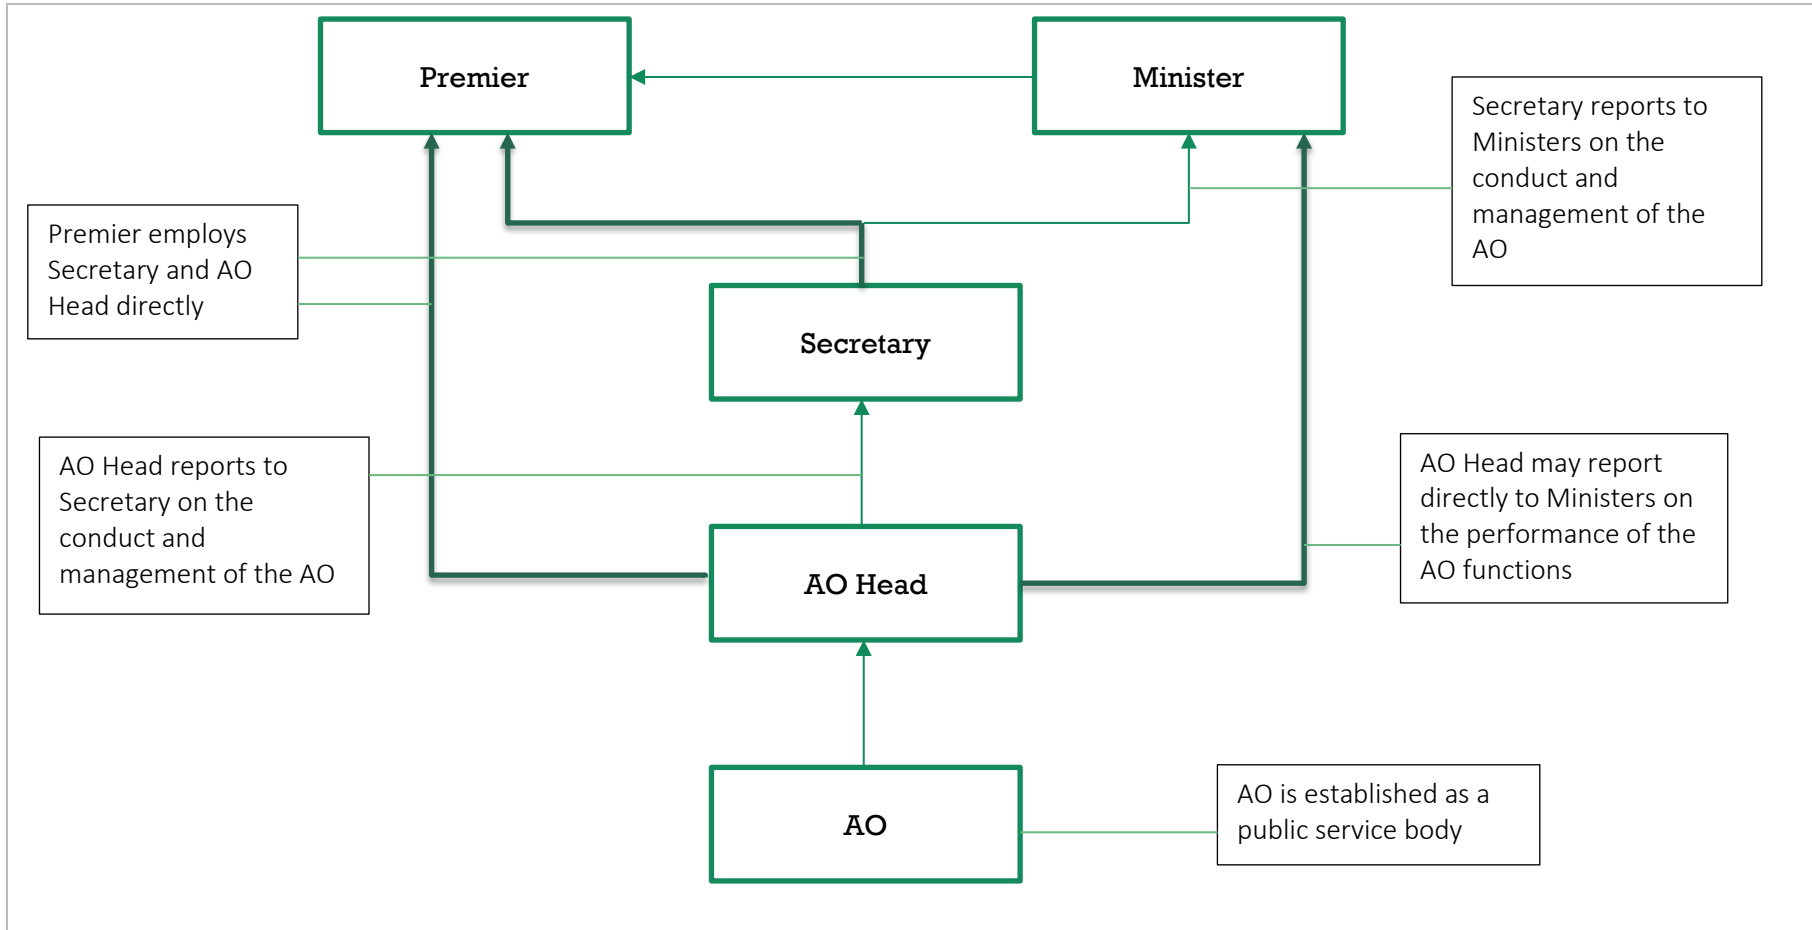 Premier
Minister
Secretary reports to
Ministers on the
conduct and
management of the
AO
Premier employs
Secretary and AO
Head directly
Secretary
AO Head reports to
Secretary on the
conduct and
management of the AO
AO Head may report
directly to Ministers on
the performance of the
AO functions
AO Head
AO is established as a
public service body
AO